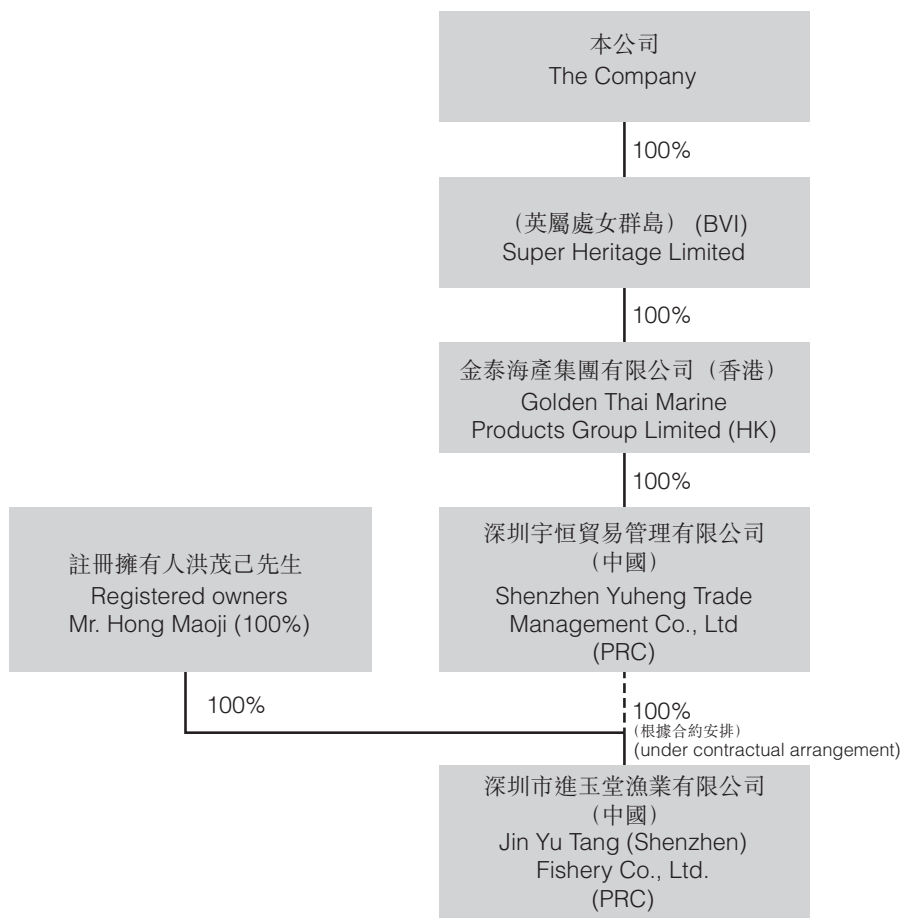 本公司
The Company
100%
（英屬處女群島） (BVI)
Super Heritage Limited
100%
金泰海產集團有限公司（香港）
Golden Thai Marine
Products Group Limited (HK)
100%
註冊擁有人洪茂己先生
Registered owners
Mr. Hong Maoji (100%)
深圳宇恒貿易管理有限公司
（中國）
Shenzhen Yuheng Trade
Management Co., Ltd
(PRC)
100%
100%
（根據合約安排）
(under contractual arrangement)
深圳市進玉堂漁業有限公司
（中國）
Jin Yu Tang (Shenzhen)
Fishery Co., Ltd.
(PRC)